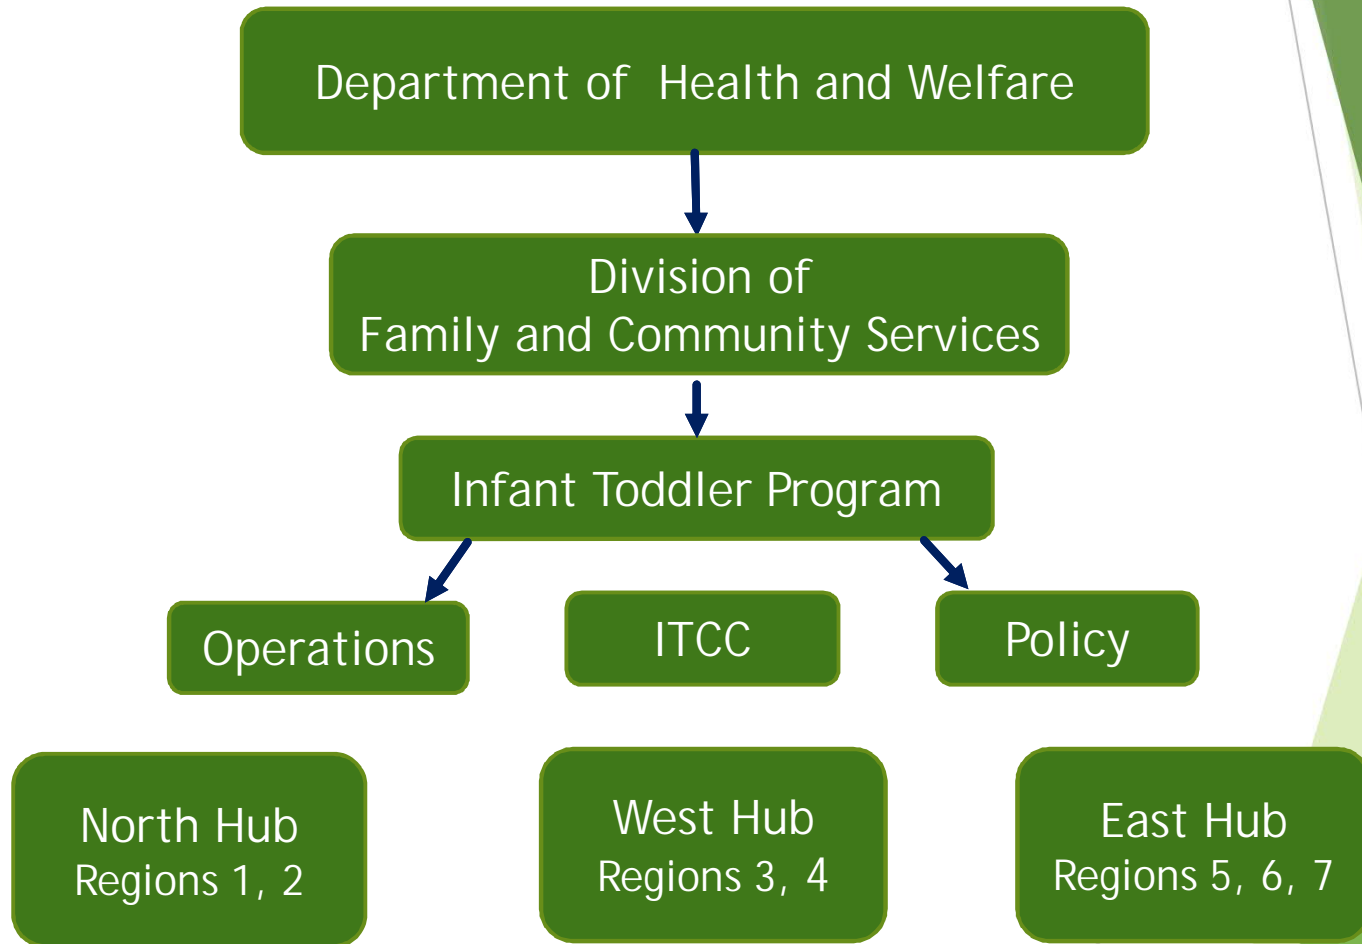 Department of Health and Welfare
Division of
Family and Community Services
Infant Toddler Program
Operations
ITCC
Policy
North Hub
Regions 1, 2
West Hub
Regions 3, 4
East Hub
Regions 5, 6, 7